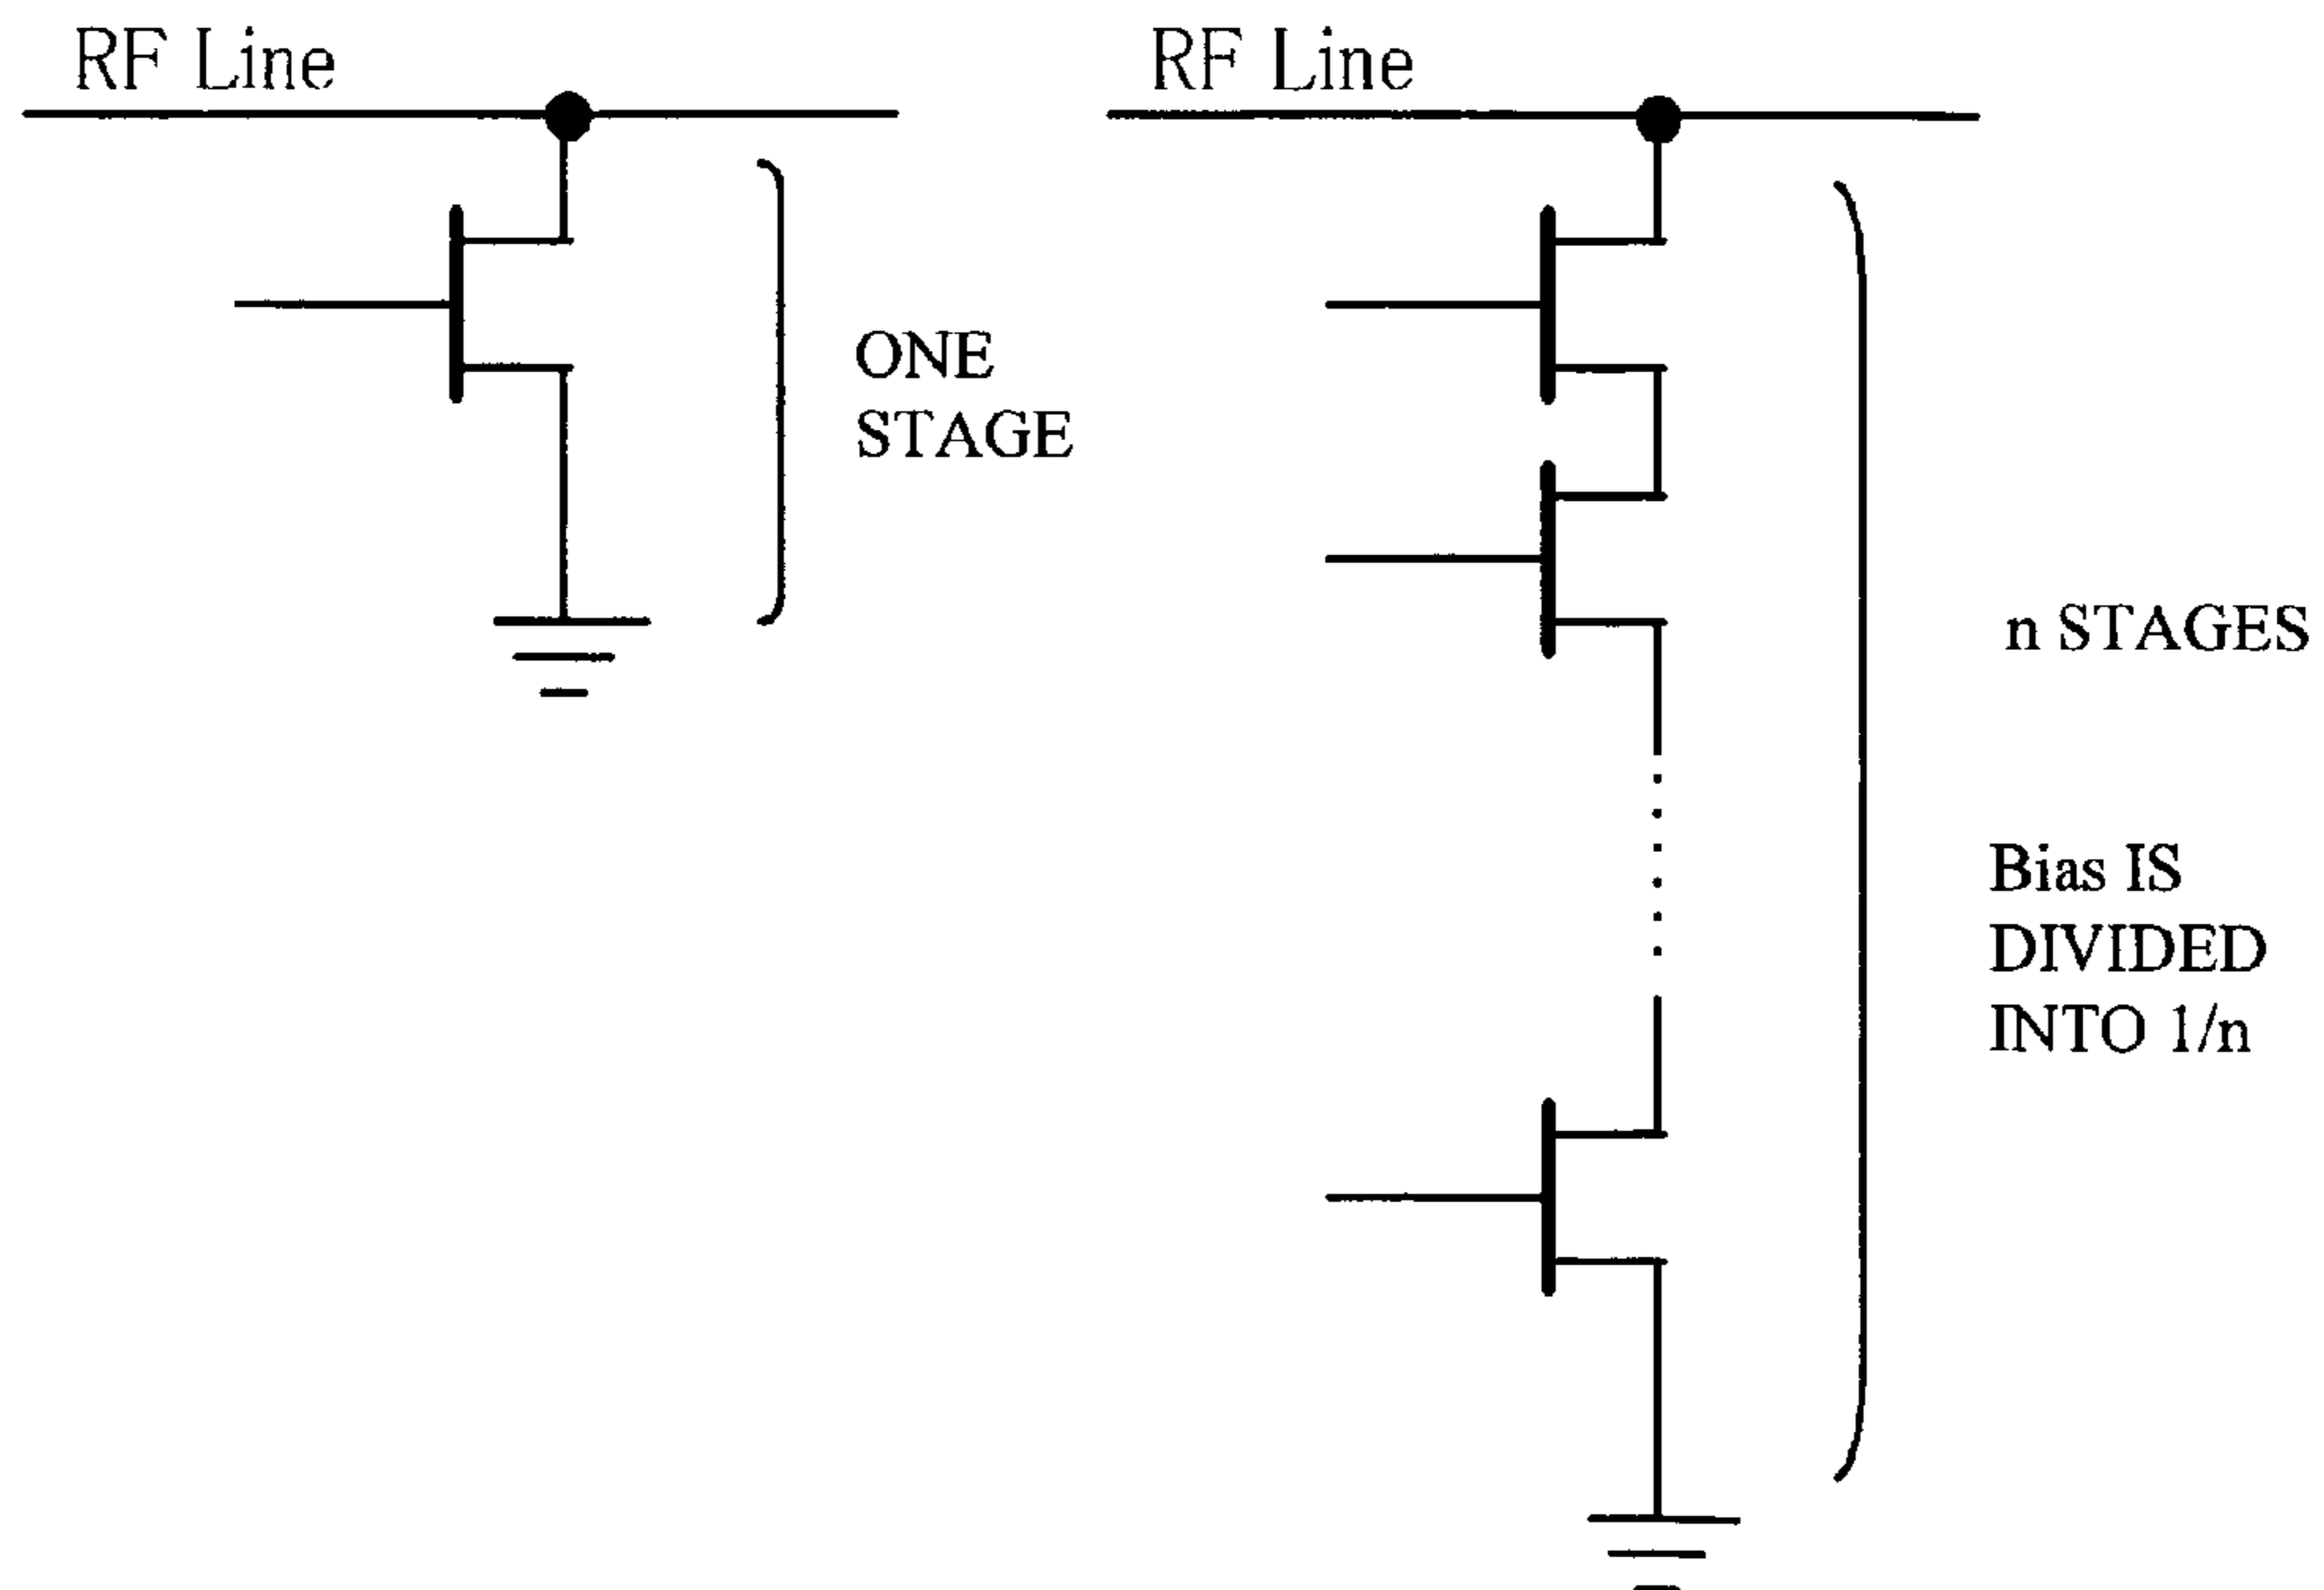 RF Line
ONE
STAGE
RF Line
n STAGES
Bias IS
DIVIDED
INTO 1/n